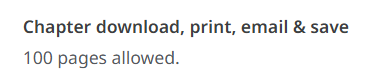 Chapter download, print, email & save
100 pages allowed.